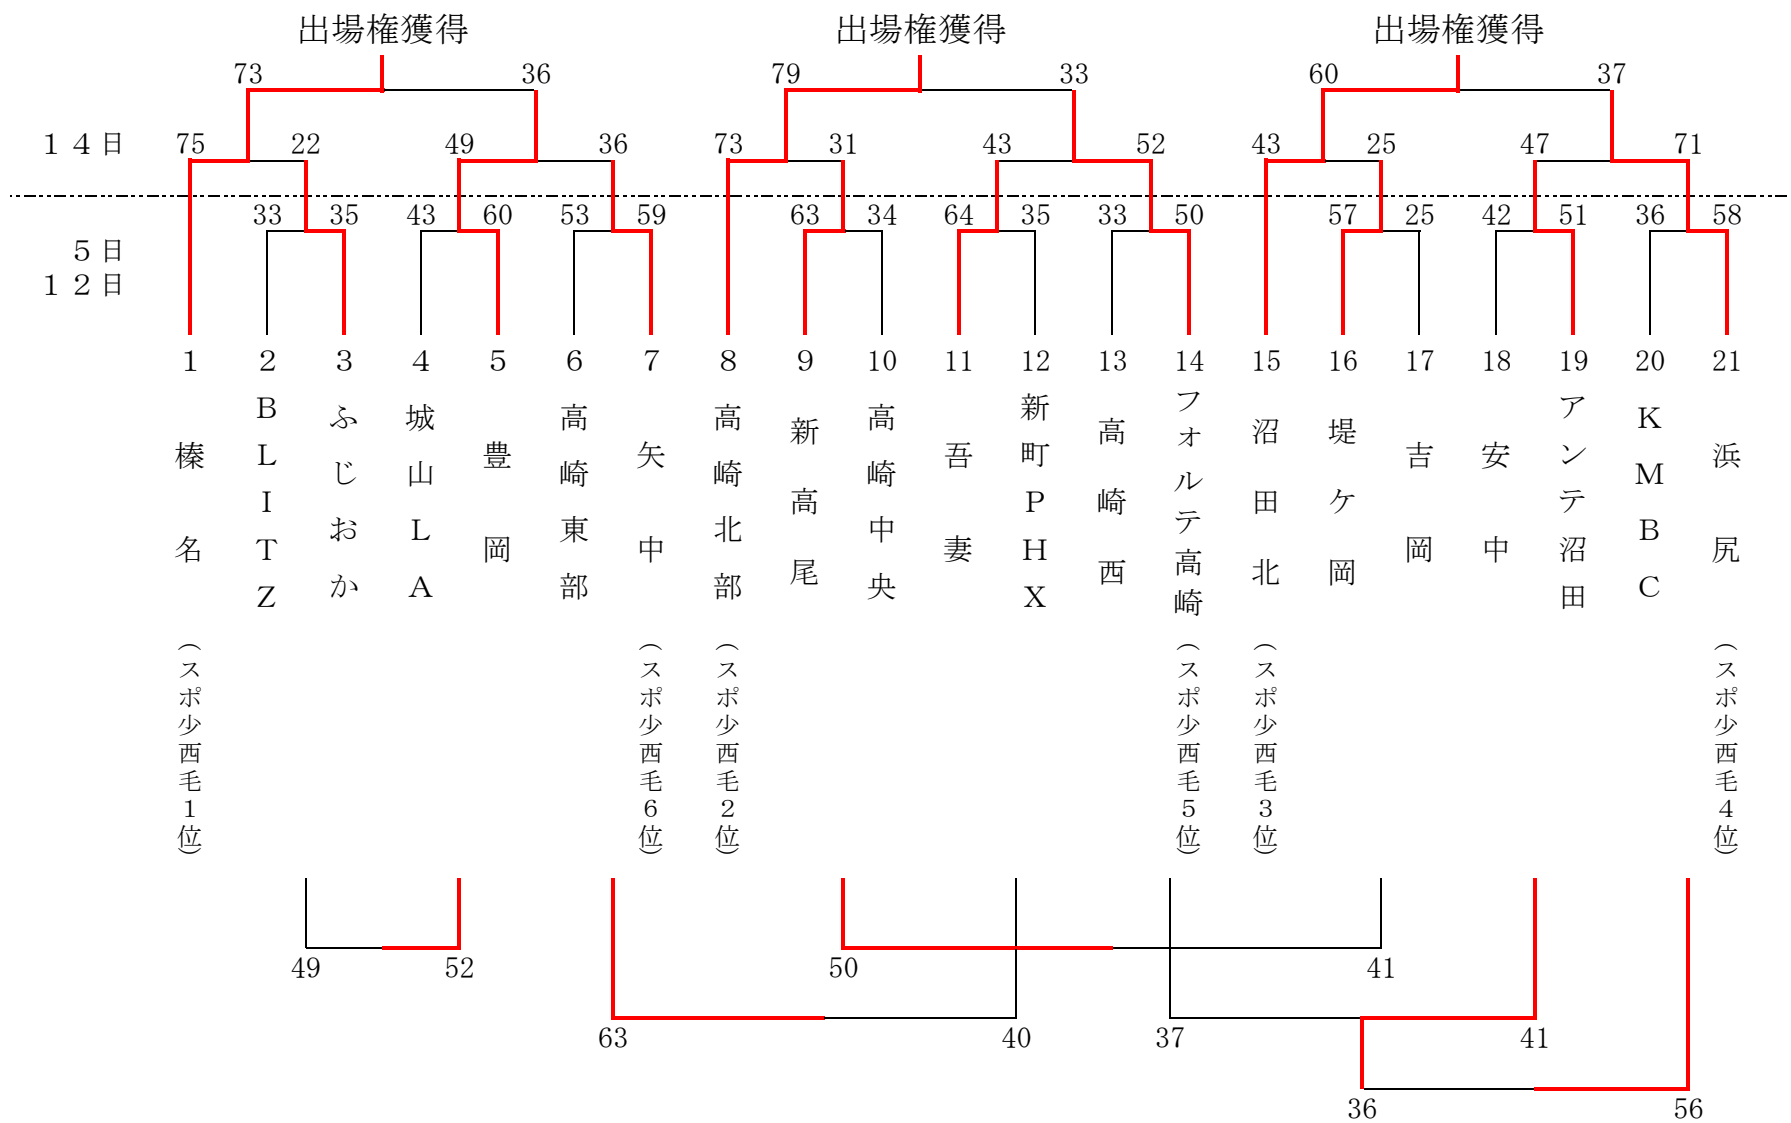 出場権獲得 出場権獲得 出場権獲得
73 36 79 33 60 37
１４日 75 22 49 36 73 31 43 52 43 25 47 71
33 35 43 60 53 59 63 34 64 35 33 50 57 25 42 51 36 58
５日
１２日
1 2 3 4 5 6 7 8 9 10 11 12 13 14 15 16 17 18 19 20 21
榛名
ＢＬＩＴＺ
ふじおか
城山ＬＡ
豊岡
高崎東部
矢中
高崎北部
新高尾
高崎中央
吾妻
新町ＰＨＸ
高崎西
フォルテ高崎
沼田北
堤ケ岡
吉岡
安中
アンテ沼田
ＫＭＢＣ
浜尻
（スポ少西毛１位）
（スポ少西毛６位）
（スポ少西毛２位）
（スポ少西毛５位）
（スポ少西毛３位）
（スポ少西毛４位）
49 52 50 41
63 40 37 41
36 56